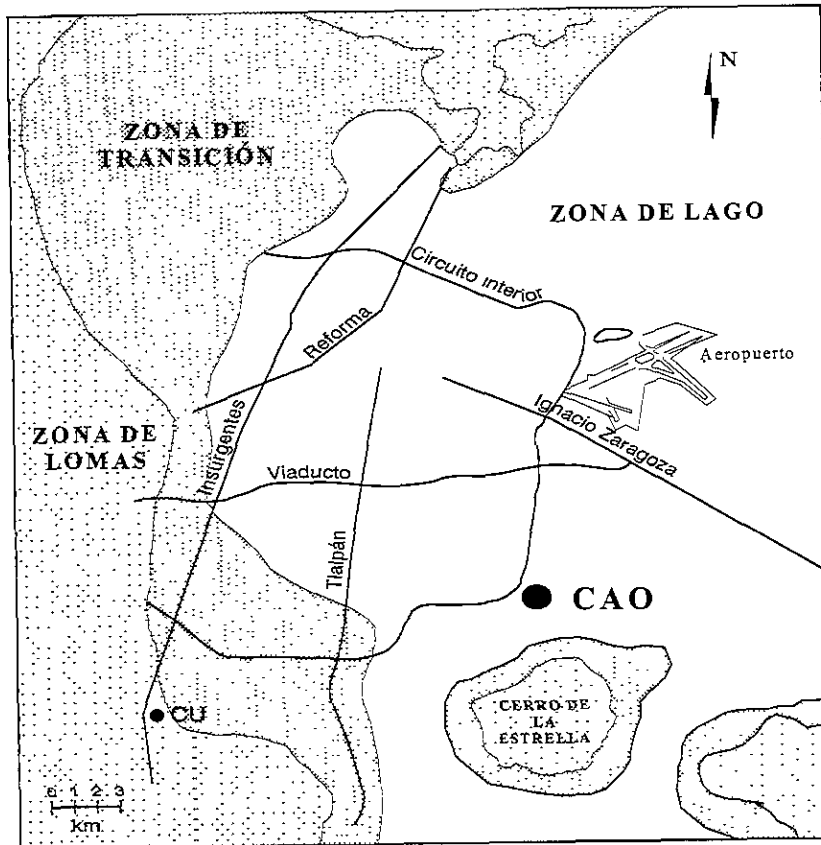 N
ZONA DE
TRANSICIÓN
ZONA DE LAGO
Circuito interior
Reforma
Aeropuerto
Insurgentes
Ignacio Zaragoza
ZONA DE
LOMAS
Viaducto
Tlalpán
CAO
CU
CERRO DE
LA
ESTRELLA
0 1 2 3
km